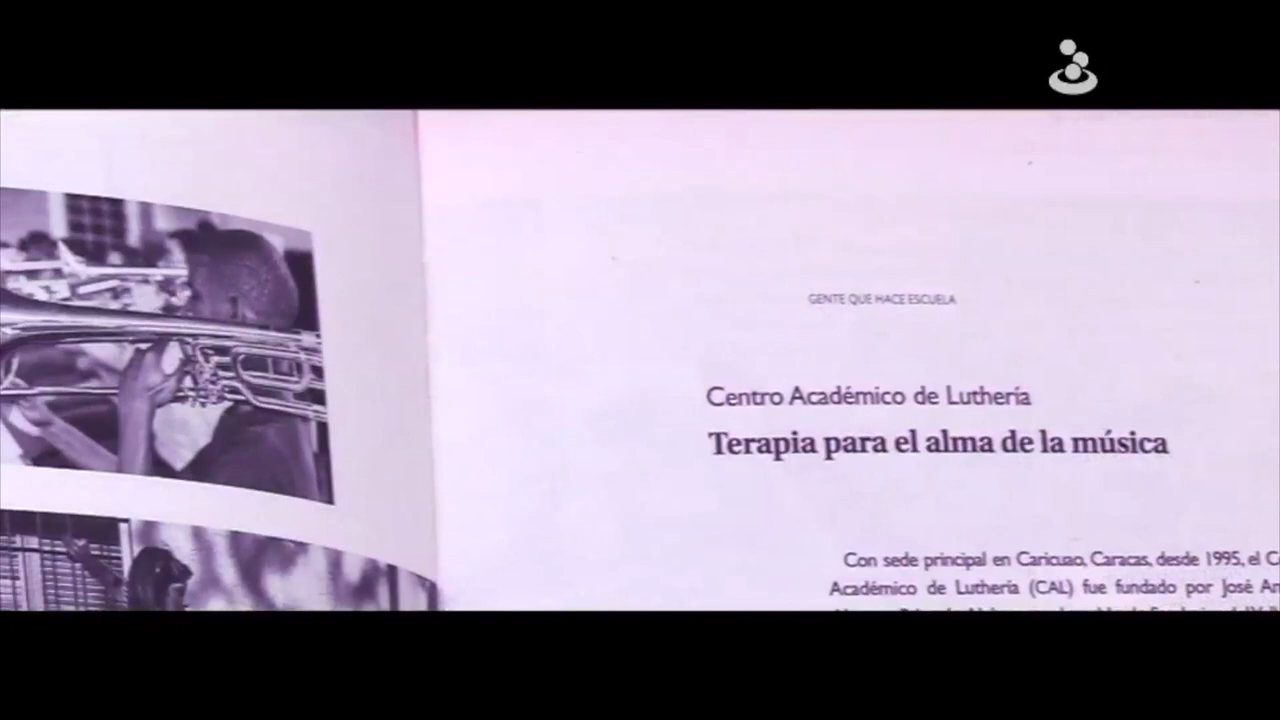 GENTE QUE HACE ESCUELA
Centro Académico de Luthería
Terapia para el alma de la música
Con sede principal en Caricuao, Caracas, desde 1995, el
Académico de Luthería (CAL) fue fundado por José